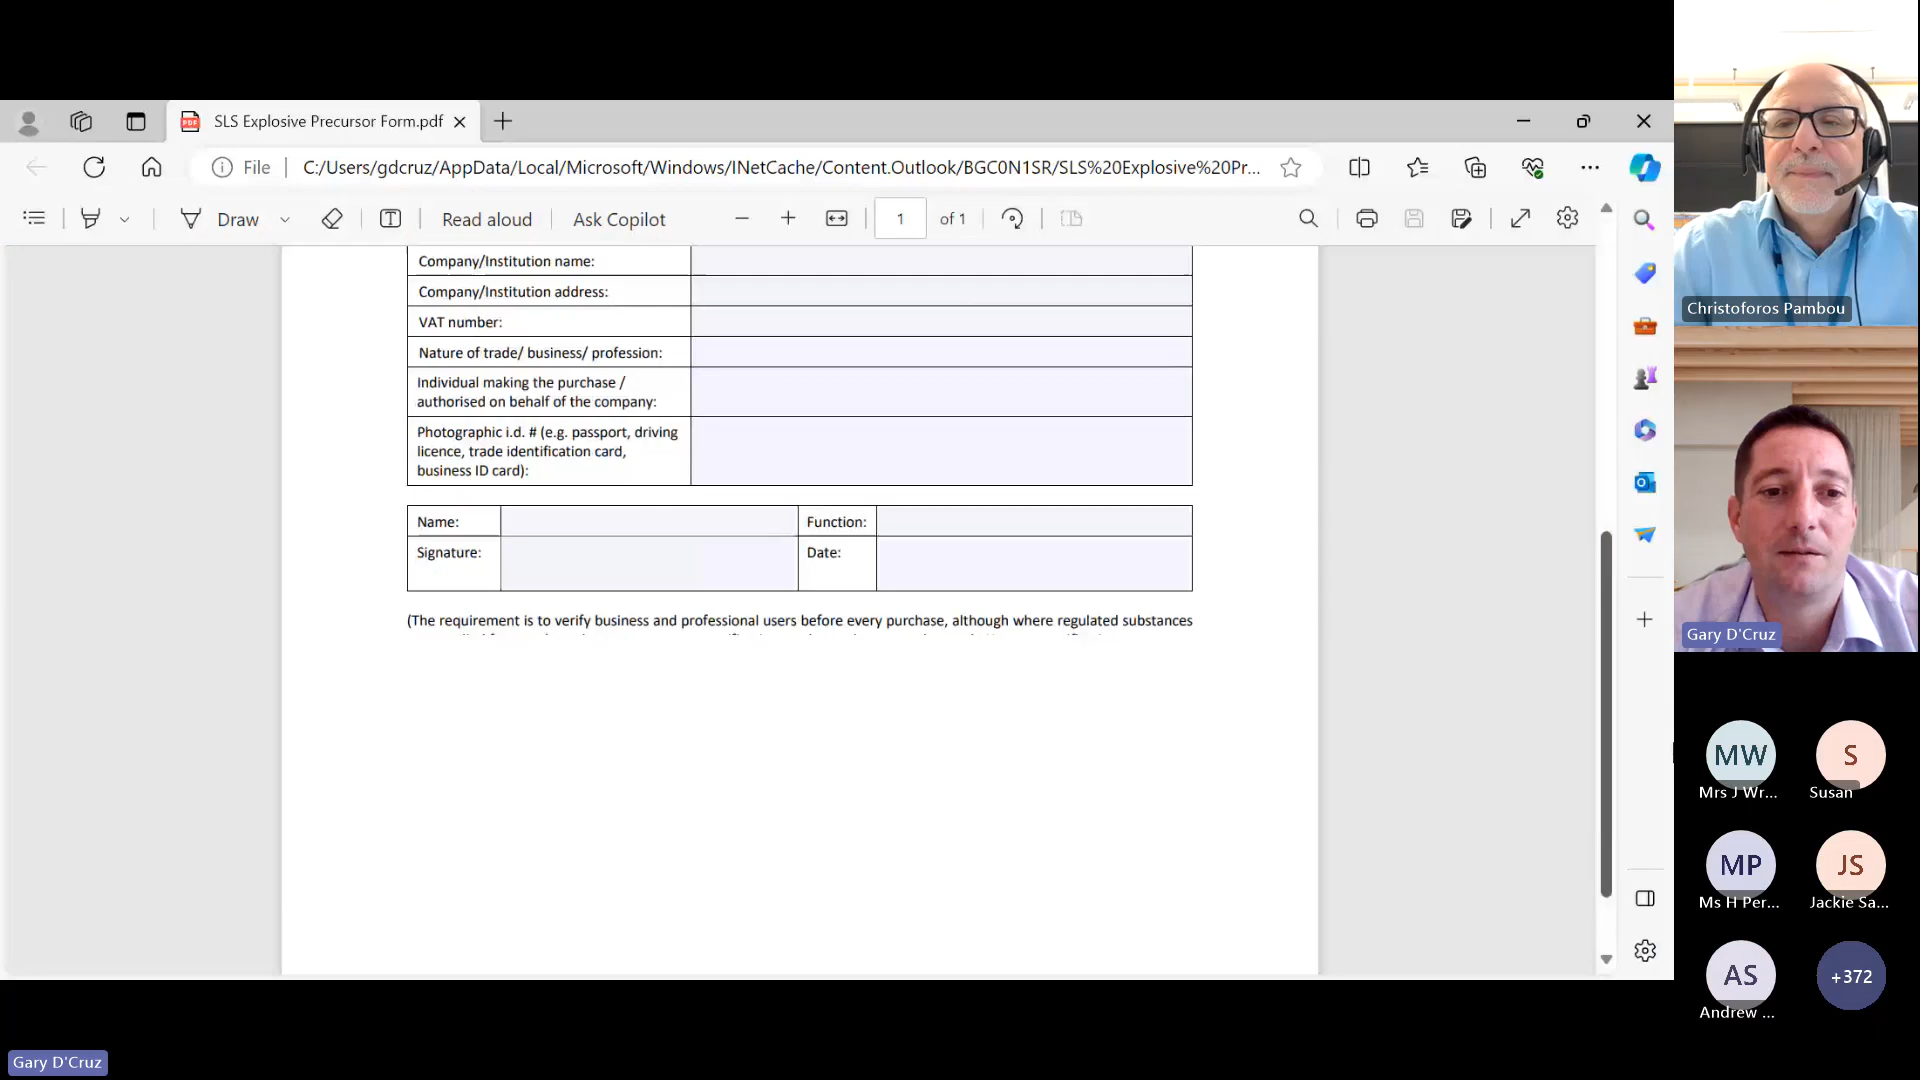 SLS Explosive Precursor Form.pdf
File
C:/Users/gdcruz/AppData/Local/Microsoft/Windows/INetCache/Content.Outlook/BGC0N1SR/SLS%20Explosive%20Pr...
Draw
Read aloud
Ask Copilot
1 of 1
Company/Institution name:
Company/Institution address:
VAT number:
Nature of trade/ business/ profession:
Individual making the purchase /
authorised on behalf of the company:
Photographic i.d. # (e.g. passport, driving
licence, trade identification card,
business ID card):
Name:
Function:
Signature:
Date:
(The requirement is to verify business and professional users before every purchase, although where regulated substances
Christoforos Pambou
Gary D'Cruz
MW
Mrs J Wr...
S
Susan
MP
Ms H Per...
JS
Jackie Sa...
AS
Andrew ...
+372
Gary D'Cruz